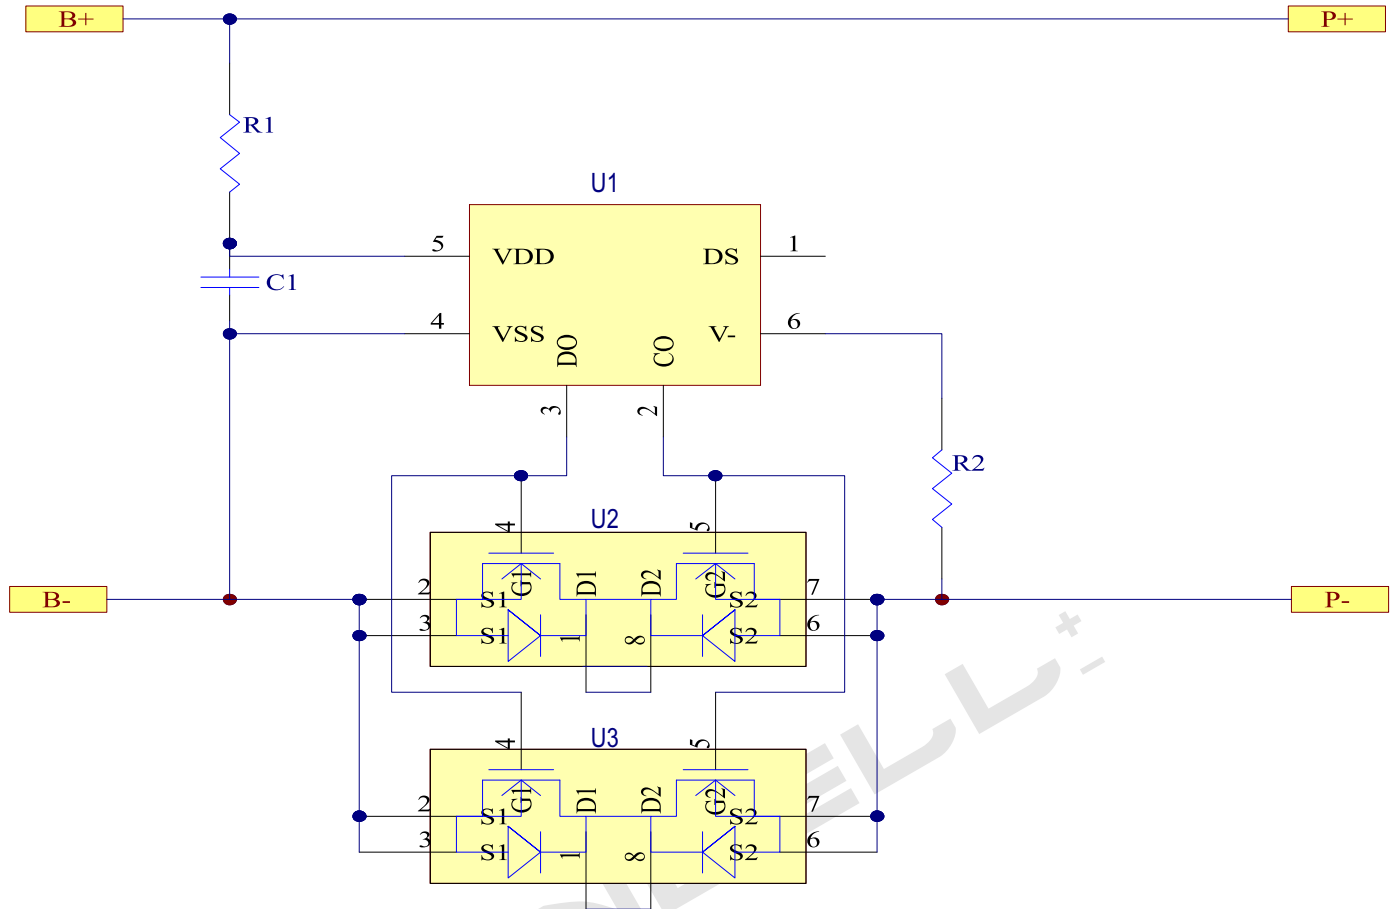 B+ P+
R1
U1
5 VDD DS 1
C1
4 VSS DO CO V- 6
3 2
R2
U2
4 5
B- 2 S1 G1 D1 D2 G2 S2 7 P-
3 S1 1 8 S2 6
U3
4 5
2 S1 G1 D1 D2 G2 S2 7
3 S1 1 8 S2 6